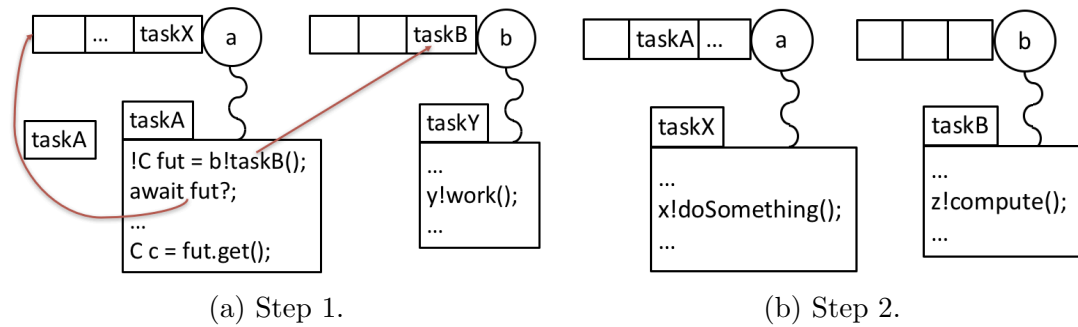 ... taskX a
taskB b
taskA
taskA
!C fut = b!taskB();
await fut?;
...
C c = fut.get();
taskY
...
y!work();
...
(a) Step 1.
taskA ... a
b
taskX
...
x!doSomething();
...
taskB
...
z!compute();
...
(b) Step 2.